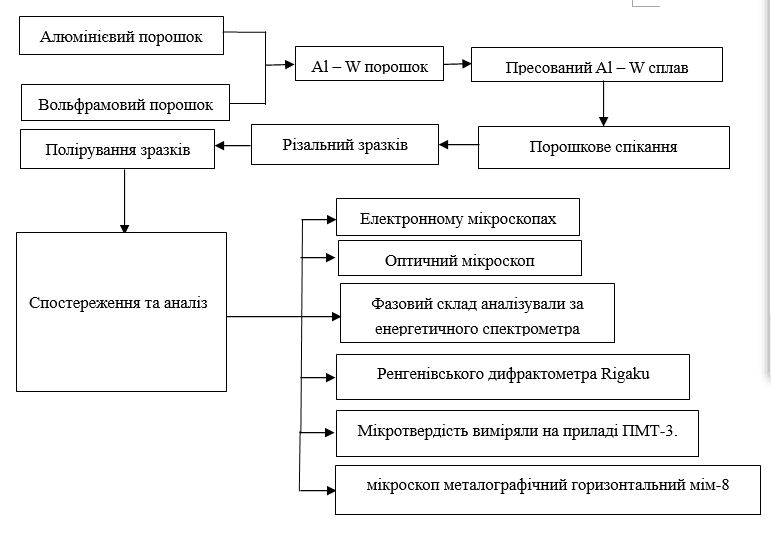 Алюмінієвий порошок
Al – W порошок
Пресований Al – W сплав
Вольфрамовий порошок
Полірування зразків
Різальний зразків
Порошкове спікання
Електронному мікроскопах
Оптичний мікроскоп
Спостереження та аналіз
Фазовий склад аналізували за
енергетичного спектрометра
Ренгенівського дифрактометра Rigaku
Мікротвердість виміряли на приладі ПМТ-3.
мікроскоп металографічний горизонтальний мім-8